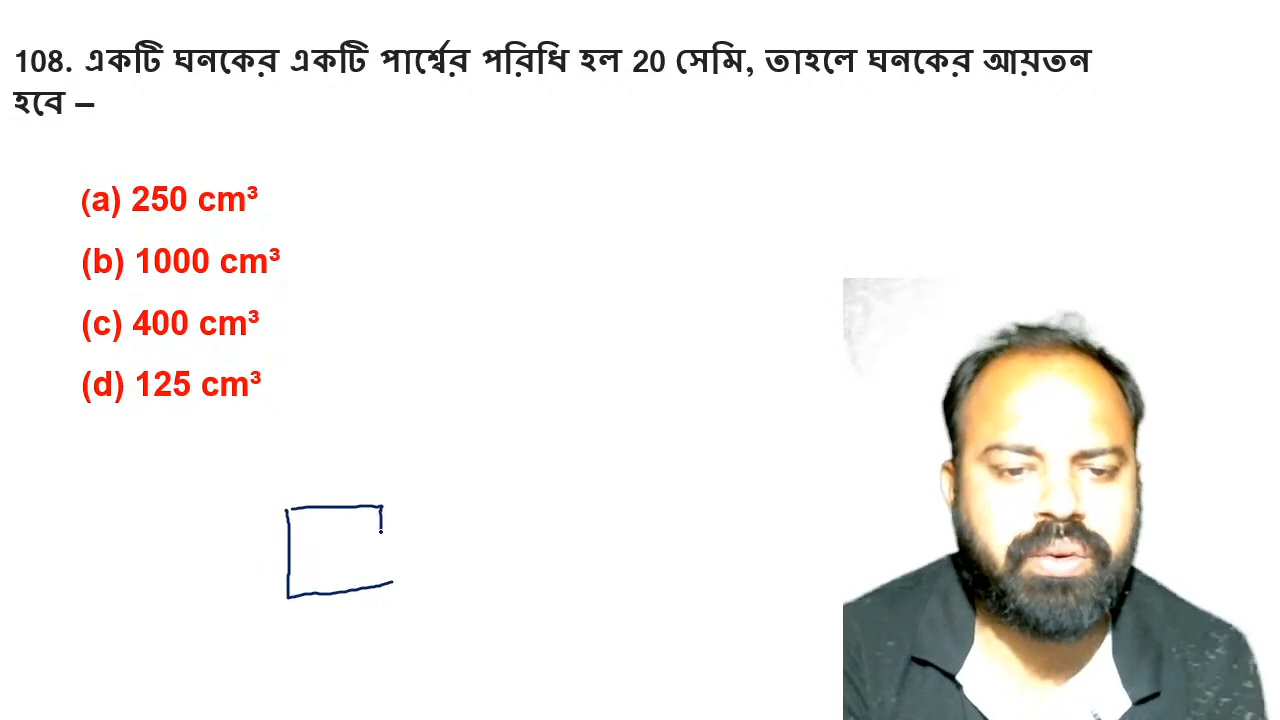 108. একটি ঘনকের একটি পার্শ্বের পরিধি হল 20 সেমি, তাহলে ঘনকের আয়তন
হবে –
(a) 250 cm³
(b) 1000 cm³
(c) 400 cm³
(d) 125 cm³